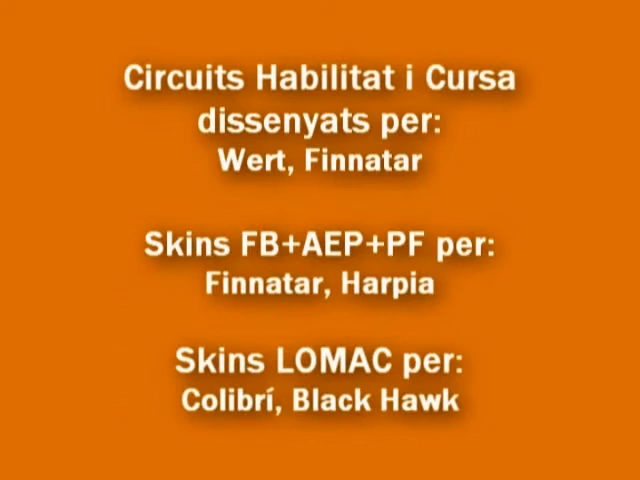 Circuits Habilitat i Cursa
dissenyats per:
Wert, Finnatar
Skins FB+AEP+PF per:
Finnatar, Harpia
Skins LOMAC per:
Colibrí, Black Hawk